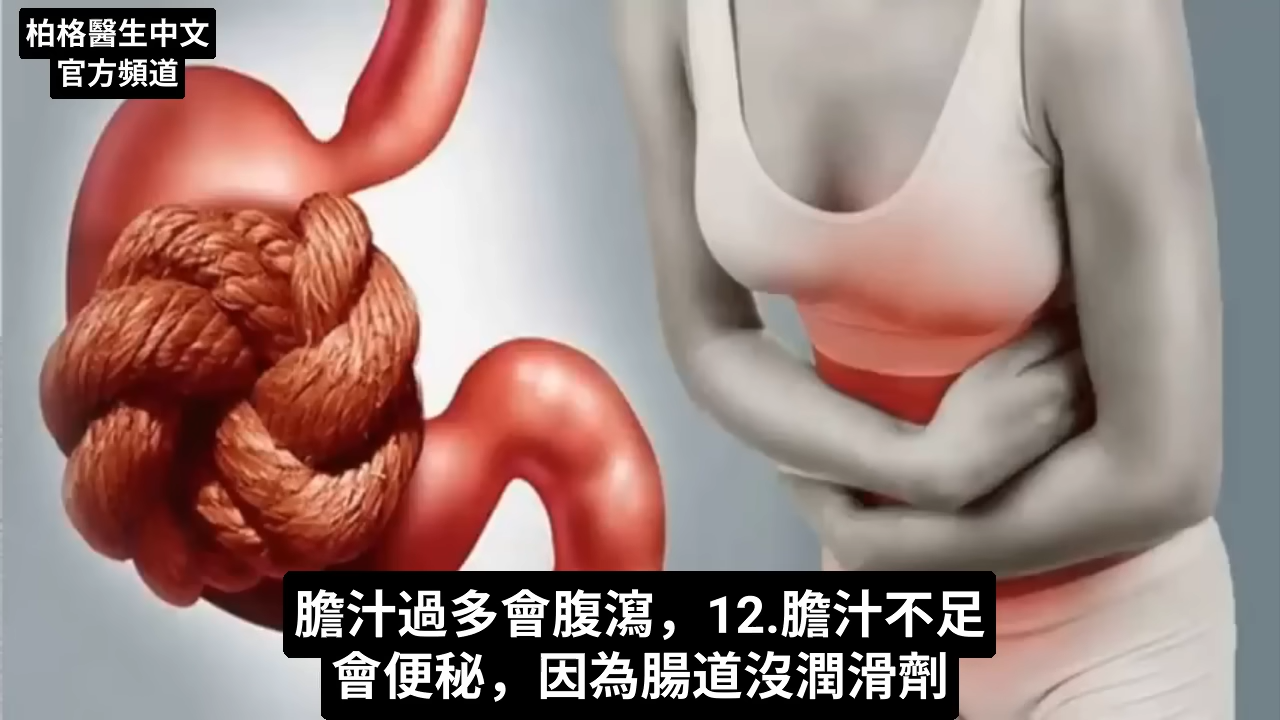 柏格醫生中文
官方頻道
膽汁過多會腹瀉，12.膽汁不足
會便秘，因為腸道沒潤滑劑